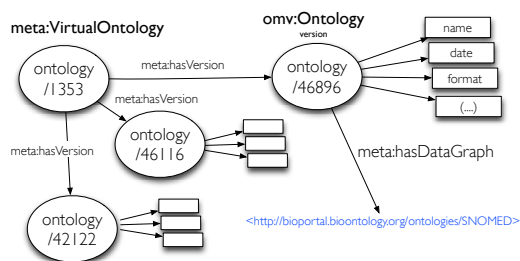 meta:VirtualOntology
omv:Ontology
version
name
date
format
(....)
ontology
/1353
meta:hasVersion
ontology
/46896
meta:hasVersion
ontology
/46116
meta:hasVersion
meta:hasDataGraph
ontology
/42122
<http://bioportal.bioontology.org/ontologies/SNOMED>